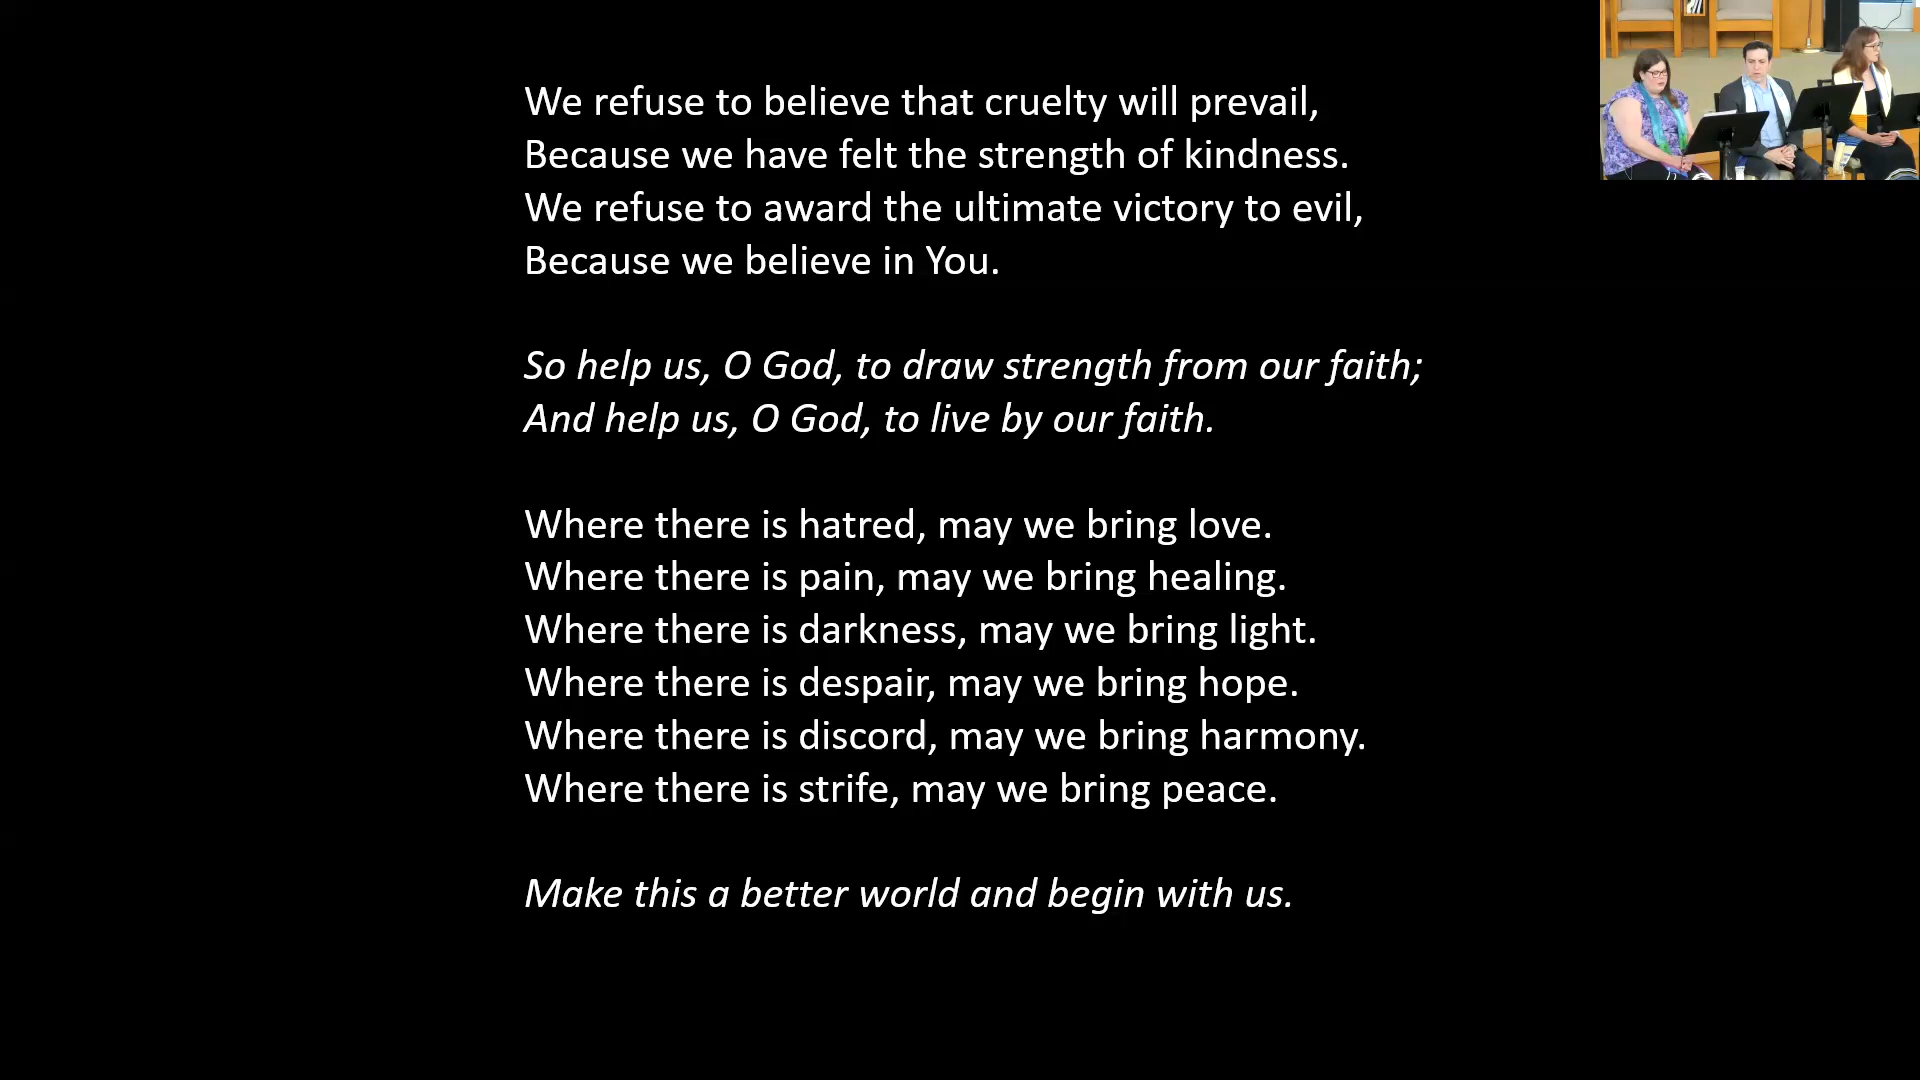 We refuse to believe that cruelty will prevail,
Because we have felt the strength of kindness.
We refuse to award the ultimate victory to evil,
Because we believe in You.
So help us, O God, to draw strength from our faith;
And help us, O God, to live by our faith.
Where there is hatred, may we bring love.
Where there is pain, may we bring healing.
Where there is darkness, may we bring light.
Where there is despair, may we bring hope.
Where there is discord, may we bring harmony.
Where there is strife, may we bring peace.
Make this a better world and begin with us.